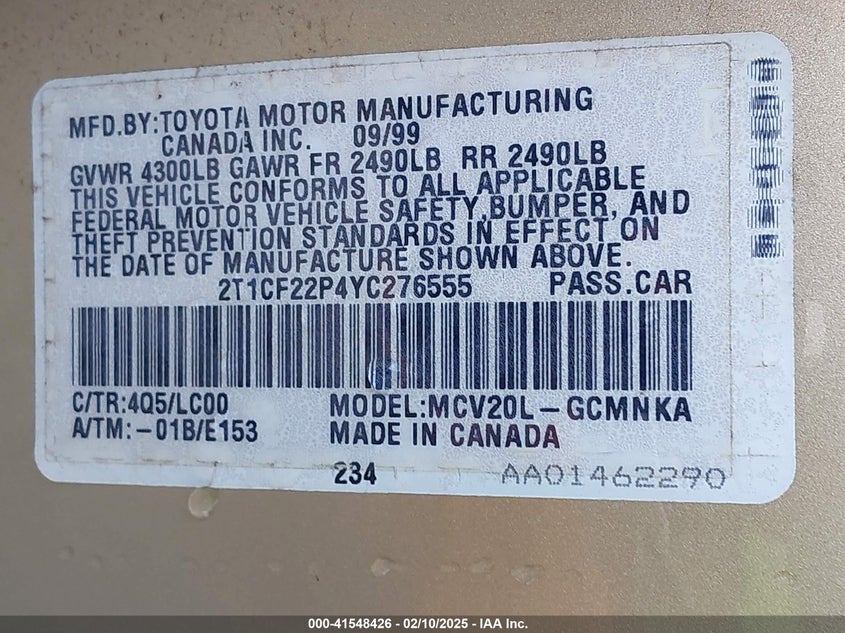 MFD.BY:TOYOTA MOTOR MANUFACTURING
CANADA INC. 09/99
GVWR 4300LB GAWR FR 2490LB RR 2490LB
THIS VEHICLE CONFORMS TO ALL APPLICABLE
FEDERAL MOTOR VEHICLE SAFETY,BUMPER, AND
THEFT PREVENTION STANDARDS IN EFFECT ON
THE DATE OF MANUFACTURE SHOWN ABOVE.
2T1CF22P4YC276555 PASS.CAR
C/TR:4Q5/LC00 MODEL:MCV20L-GCMNKA
A/TM:-01B/E153 MADE IN CANADA
234 AA01462290
000-41548426 - 02/10/2025 - IAA Inc.